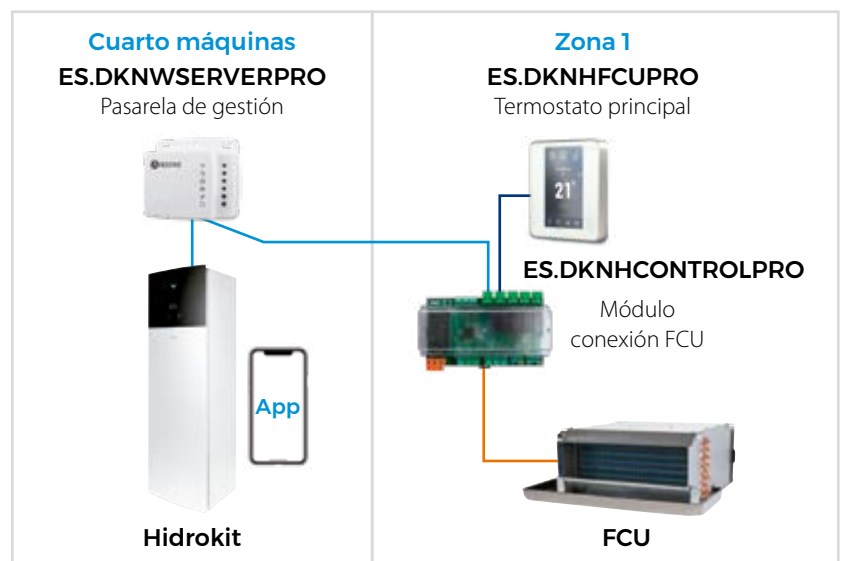 Cuarto máquinas
ES.DKNWSERVERPRO
Pasarela de gestión
App
Hidrokit
Zona 1
ES.DKNHFCUPRO
Termostato principal
21°
ES.DKNHCONTROLPRO
Módulo
conexión FCU
FCU